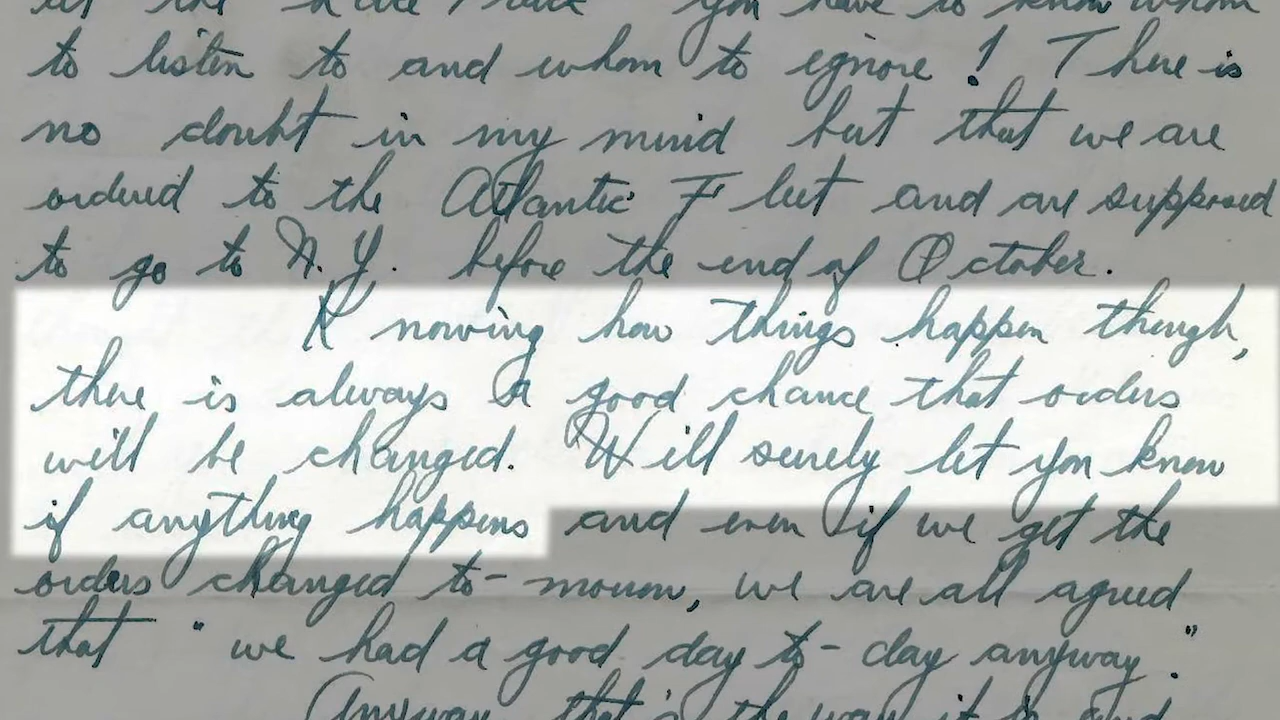 you have to know whom
to listen to and whom to egnore! There is
no doubt in my mind but that we are
ordered to the Atlantic Fleet and are supposed
to go to N.Y. before the end of October.
Knowing how things happen though,
there is always a good chance that orders
will be changed. Will surely let you know
if anything happens and even if we get the
orders changed to-morrow, we are all agreed
that "we had a good day to-day anyway."
Anyway that's the way it is and